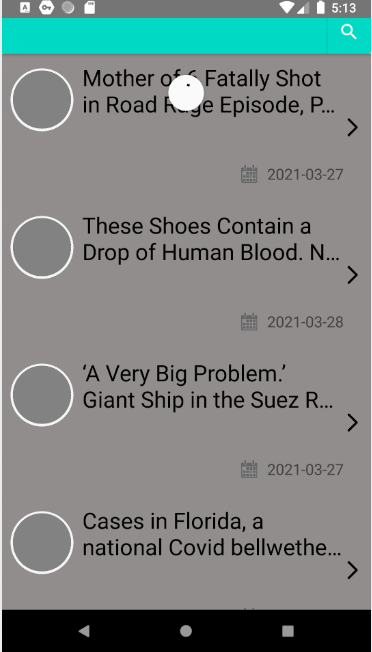 5:13
Mother of 6 Fatally Shot
in Road Rage Episode, P...
2021-03-27
These Shoes Contain a
Drop of Human Blood. N...
2021-03-28
‘A Very Big Problem.’
Giant Ship in the Suez R...
2021-03-27
Cases in Florida, a
national Covid bellwethe...